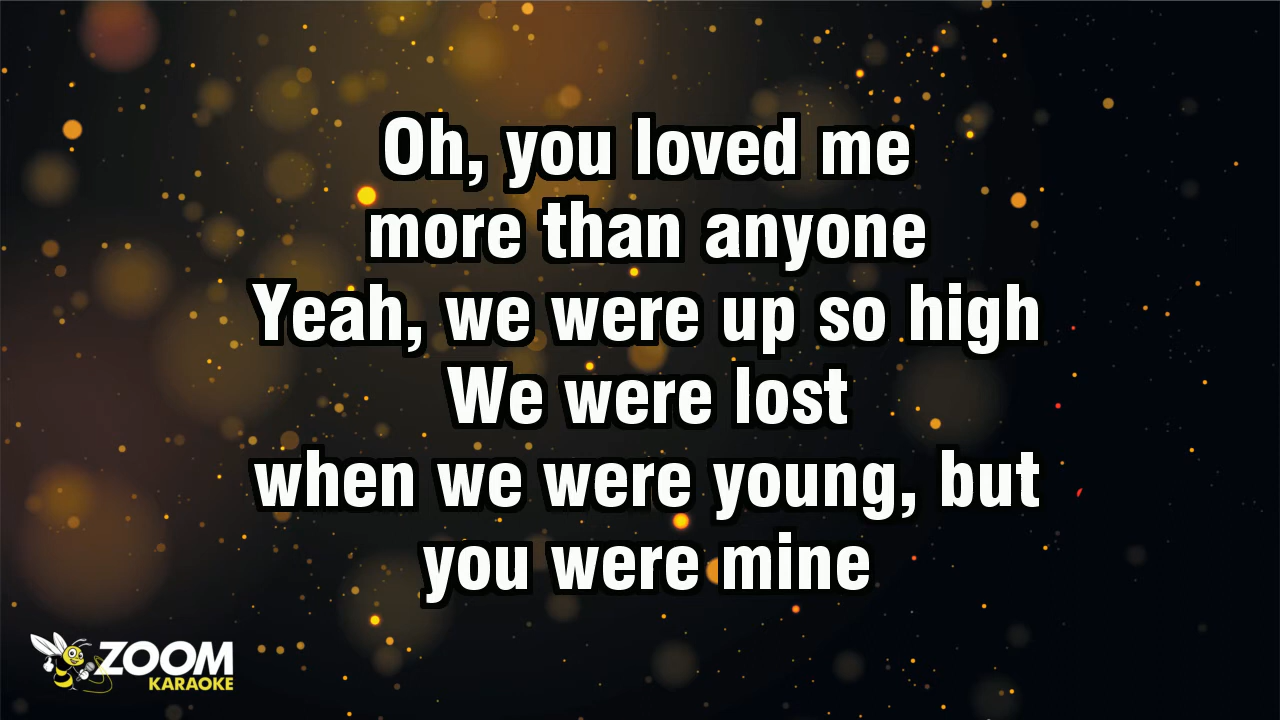 Oh, you loved me
more than anyone
Yeah, we were up so high
We were lost
when we were young, but
you were mine
ZOOM
KARAOKE